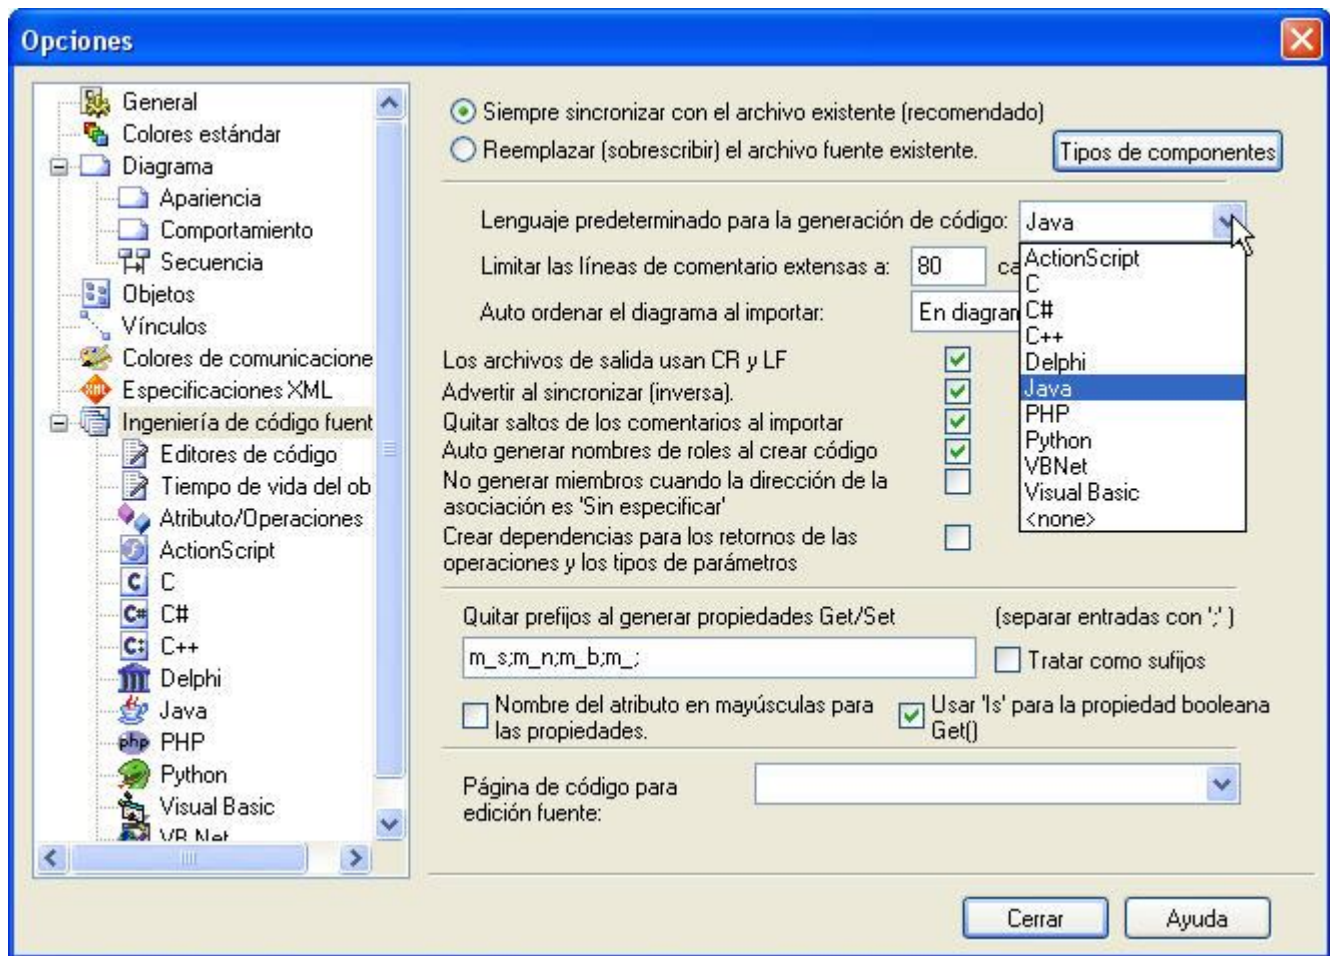 Opciones
General
Colores estándar
Diagrama
Apariencia
Comportamiento
Secuencia
Objetos
Vínculos
Colores de comunicacione
Especificaciones XML
Ingeniería de código fuent
Editores de código
Tiempo de vida del ob
Atributo/Operaciones
ActionScript
C
C#
C++
Delphi
Java
PHP
Python
Visual Basic
VB Net
Siempre sincronizar con el archivo existente (recomendado)
Reemplazar (sobrescribir) el archivo fuente existente.
Tipos de componentes
Lenguaje predeterminado para la generación de código: Java
Limitar las líneas de comentario extensas a: 80 ca
Auto ordenar el diagrama al importar: En diagran
ActionScript
C
C#
C++
Delphi
Java
PHP
Python
VBNet
Visual Basic
<none>
Los archivos de salida usan CR y LF
Advertir al sincronizar (inversa).
Quitar saltos de los comentarios al importar
Auto generar nombres de roles al crear código
No generar miembros cuando la dirección de la
asociación es 'Sin especificar'
Crear dependencias para los retornos de las
operaciones y los tipos de parámetros
Quitar prefijos al generar propiedades Get/Set (separar entradas con ';' )
m_s;m_n;m_b;m_;
Tratar como sufijos
Nombre del atributo en mayúsculas para
las propiedades.
Usar 'Is' para la propiedad booleana
Get()
Página de código para
edición fuente:
Cerrar
Ayuda